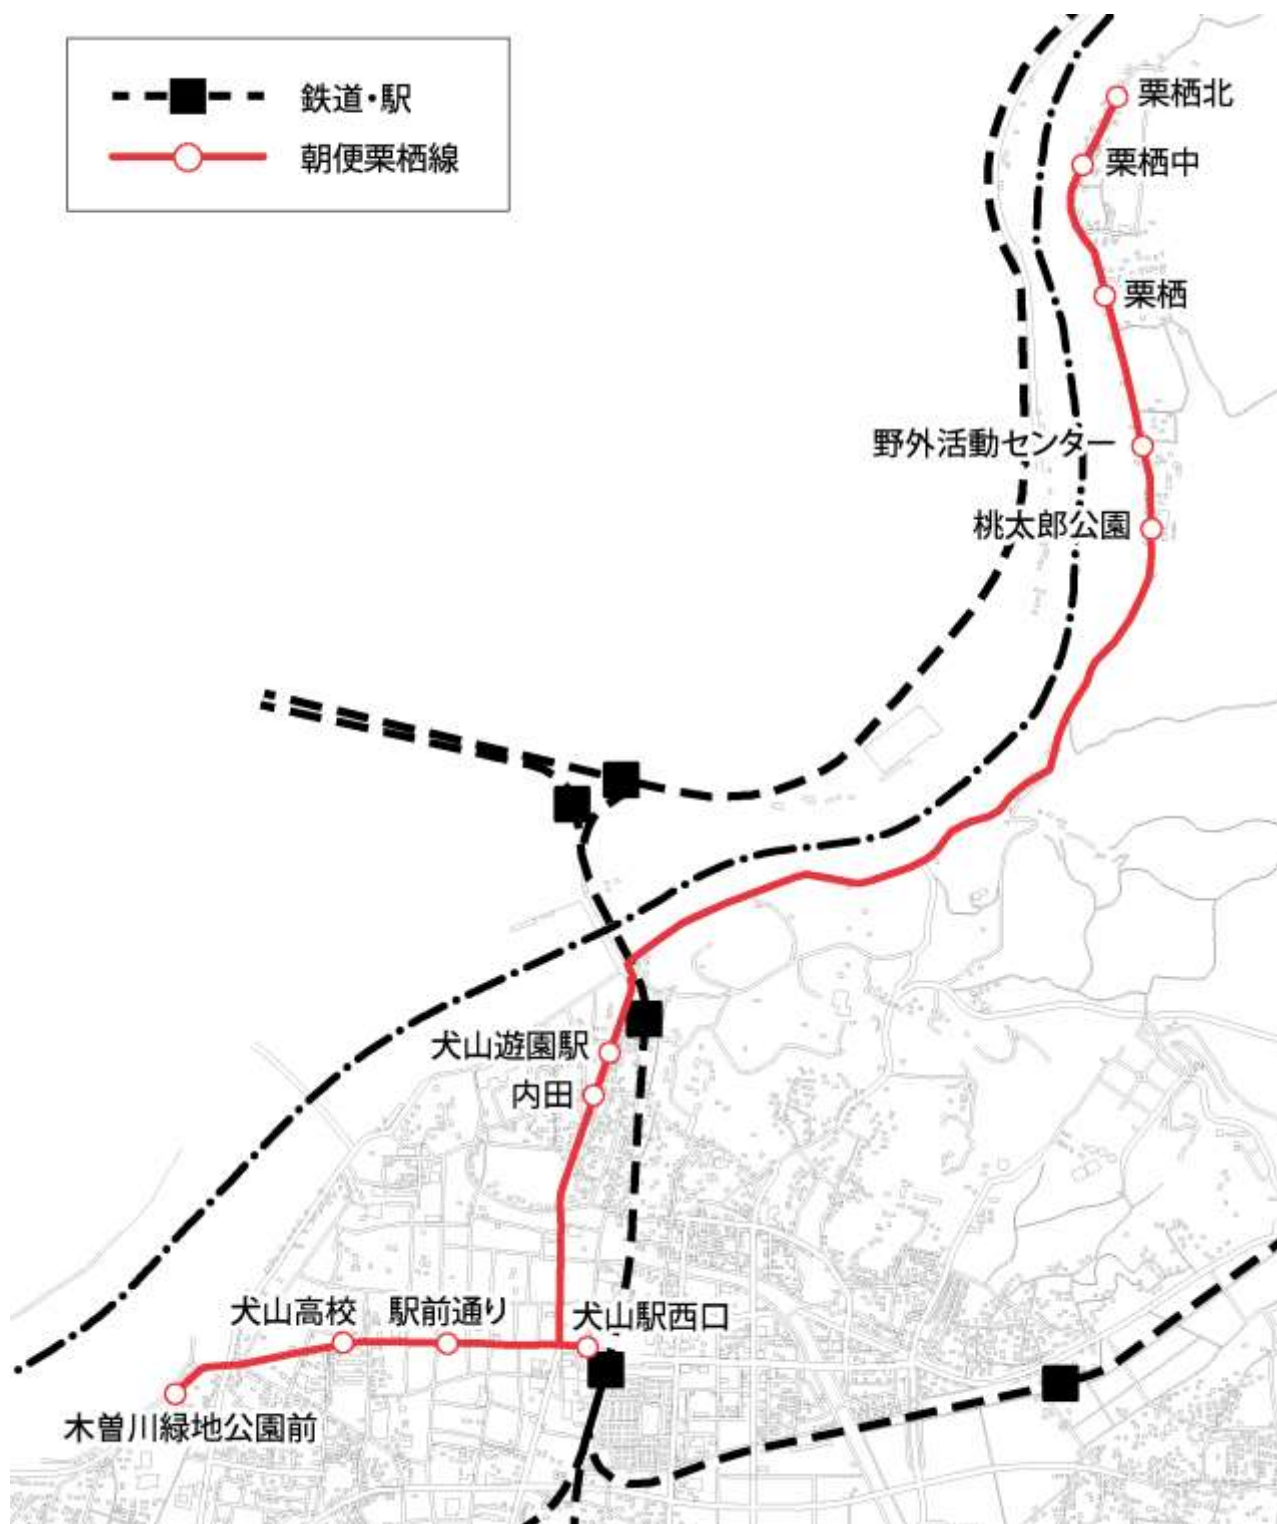 鉄道・駅
朝便栗栖線
栗栖北
栗栖中
栗栖
野外活動センター
桃太郎公園
犬山遊園駅
内田
犬山高校
駅前通り
犬山駅西口
木曽川緑地公園前